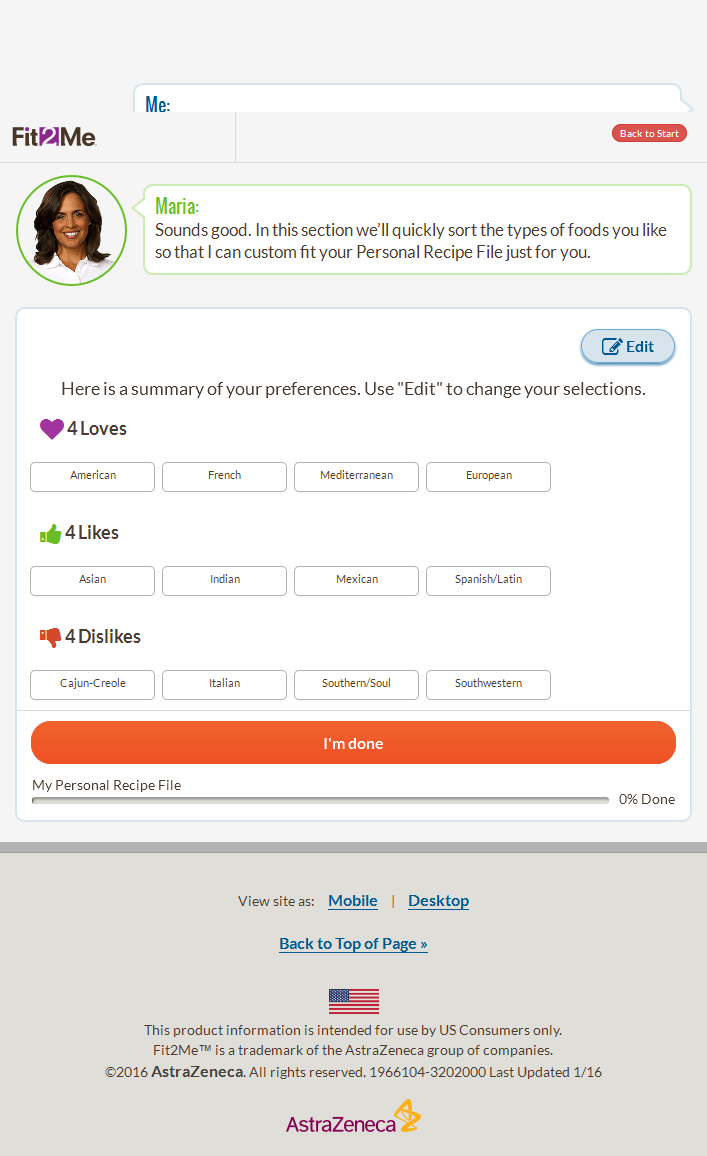 Me:
Fit2Me
Back to Start
Maria:
Sounds good. In this section we'll quickly sort the types of foods you like
so that I can custom fit your Personal Recipe File just for you.
Edit
Here is a summary of your preferences. Use "Edit" to change your selections.
4 Loves
American French Mediterranean European
4 Likes
Asian Indian Mexican Spanish/Latin
4 Dislikes
Cajun-Creole Italian Southern/Soul Southwestern
I'm done
My Personal Recipe File
0% Done
View site as: Mobile | Desktop
Back to Top of Page »
This product information is intended for use by US Consumers only.
Fit2Me™ is a trademark of the AstraZeneca group of companies.
©2016 AstraZeneca. All rights reserved. 1966104-3202000 Last Updated 1/16
AstraZeneca